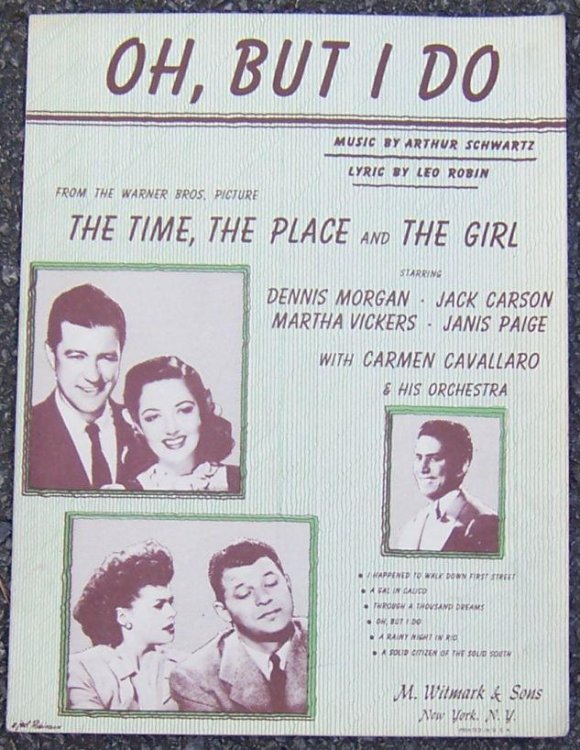 OH, BUT I DO
MUSIC BY ARTHUR SCHWARTZ
LYRIC BY LEO ROBIN
FROM THE WARNER BROS. PICTURE
THE TIME, THE PLACE AND THE GIRL
STARRING
DENNIS MORGAN · JACK CARSON
MARTHA VICKERS · JANIS PAIGE
WITH CARMEN CAVALLARO
& HIS ORCHESTRA
• I HAPPENED TO WALK DOWN FIRST STREET
• A GAL IN CALICO
• THROUGH A THOUSAND DREAMS
• OH, BUT I DO
• A RAINY NIGHT IN RIO
• A SOLID CITIZEN OF THE SOLID SOUTH
M. Witmark & Sons
New York, N. Y.
PRINTED IN U.S.A.